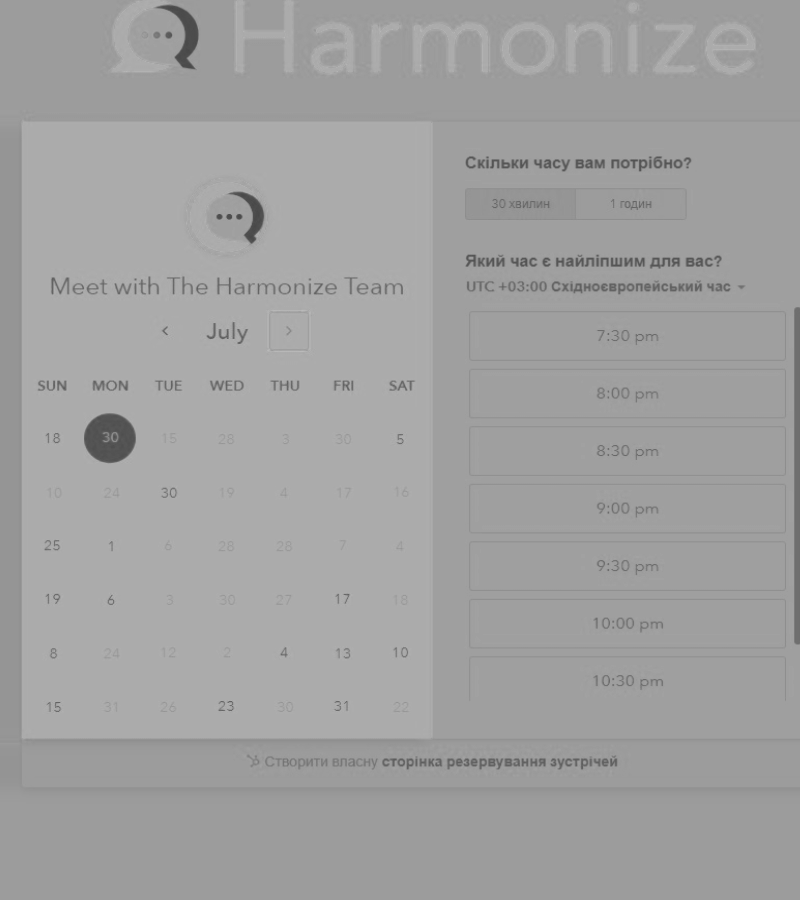 Harmonize
Meet with The Harmonize Team
July
SUN MON TUE WED THU FRI SAT
18 30 15 28 3 30 5
10 24 30 19 4 17 16
25 1 6 28 28 7 4
19 6 3 30 27 17 18
8 24 12 2 4 13 10
15 31 26 23 30 31 22
Скільки часу вам потрібно?
30 хвилин 1 годин
Який час є найліпшим для вас?
UTC +03:00 Східноєвропейський час
7:30 pm
8:00 pm
8:30 pm
9:00 pm
9:30 pm
10:00 pm
10:30 pm
Створити власну сторінка резервування зустрічей